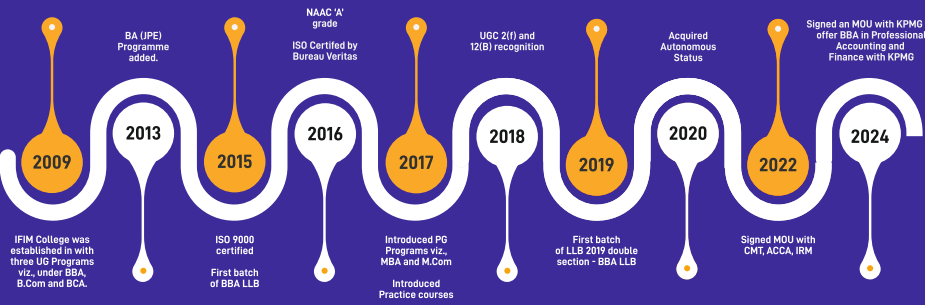 2009
IFIM College was
established in with
three UG Programs
viz., under BBA,
B.Com and BCA.
BA (JPE)
Programme
added.
2013
2015
ISO 9000
certified
First batch
of BBA LLB
NAAC 'A'
grade
ISO Certifed by
Bureau Veritas
2016
2017
Introduced PG
Programs viz.,
MBA and M.Com
Introduced
Practice courses
UGC 2(f) and
12(B) recognition
2018
2019
First batch
of LLB 2019 double
section - BBA LLB
Acquired
Autonomous
Status
2020
2022
Signed MOU with
CMT, ACCA, IRM
Signed an MOU with KPMG
offer BBA in Professional
Accounting and
Finance with KPMG
2024